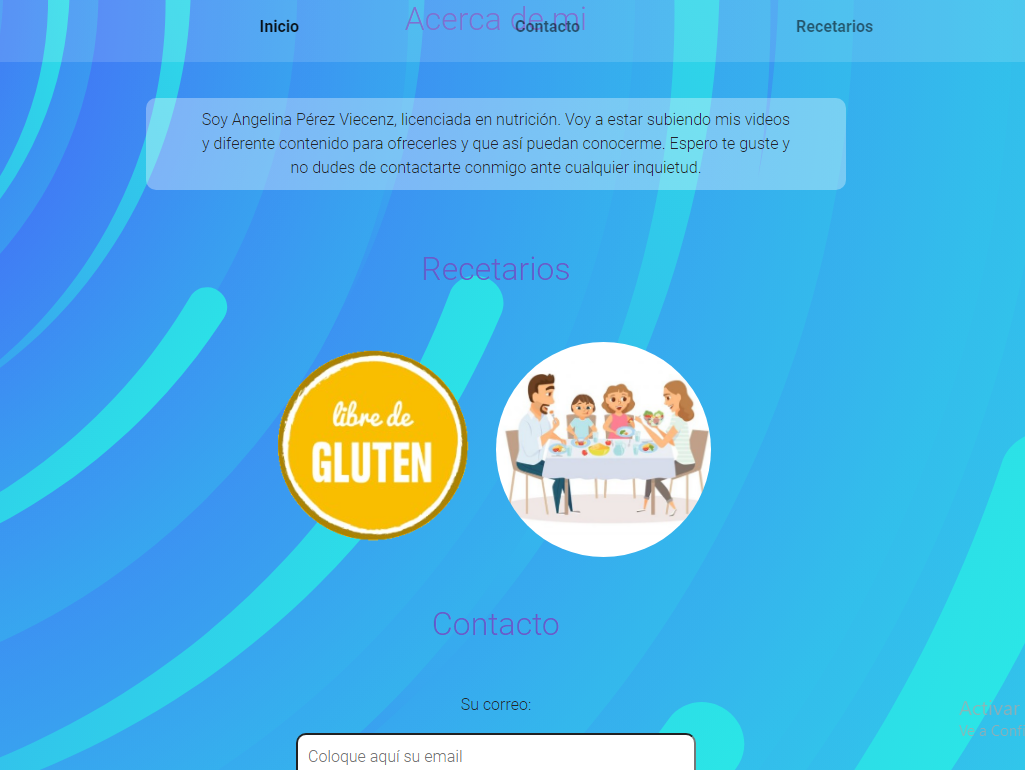 Acerca de mi
Inicio
Contacto
Recetarios
Soy Angelina Pérez Viecenz, licenciada en nutrición. Voy a estar subiendo mis videos
y diferente contenido para ofrecerles y que así puedan conocerme. Espero te guste y
no dudes de contactarte conmigo ante cualquier inquietud.
Recetarios
libre de
GLUTEN
Contacto
Su correo:
Coloque aquí su email
Activar
Ve a Conf